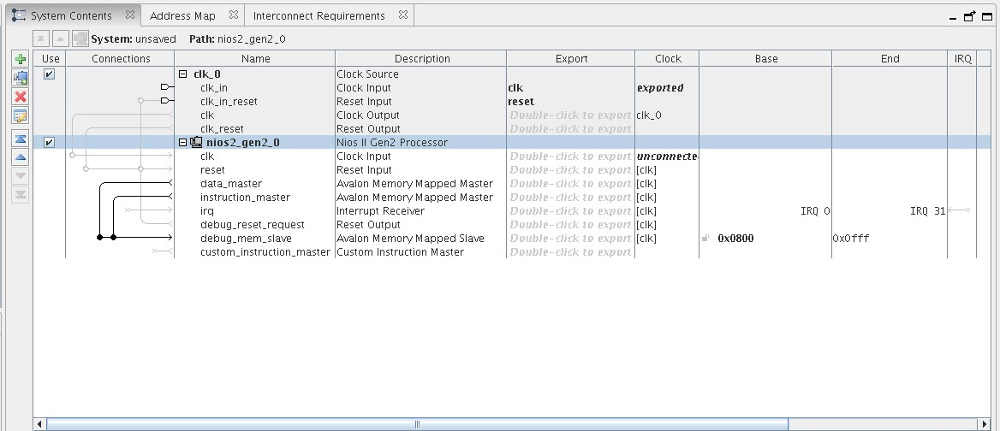 System Contents Address Map Interconnect Requirements
System: unsaved Path: nios2_gen2_0
Use Connections Name Description Export Clock Base End IRQ
clk_0 Clock Source
clk_in Clock Input clk exported
clk_in_reset Reset Input reset
clk Clock Output Double-click to export clk_0
clk_reset Reset Output Double-click to export
nios2_gen2_0 Nios II Gen2 Processor
clk Clock Input Double-click to export unconnecte
reset Reset Input Double-click to export [clk]
data_master Avalon Memory Mapped Master Double-click to export [clk]
instruction_master Avalon Memory Mapped Master Double-click to export [clk]
irq Interrupt Receiver Double-click to export [clk] IRQ 0 IRQ 31
debug_reset_request Reset Output Double-click to export [clk]
debug_mem_slave Avalon Memory Mapped Slave Double-click to export [clk] 0x0800 0x0fff
custom_instruction_master Custom Instruction Master Double-click to export